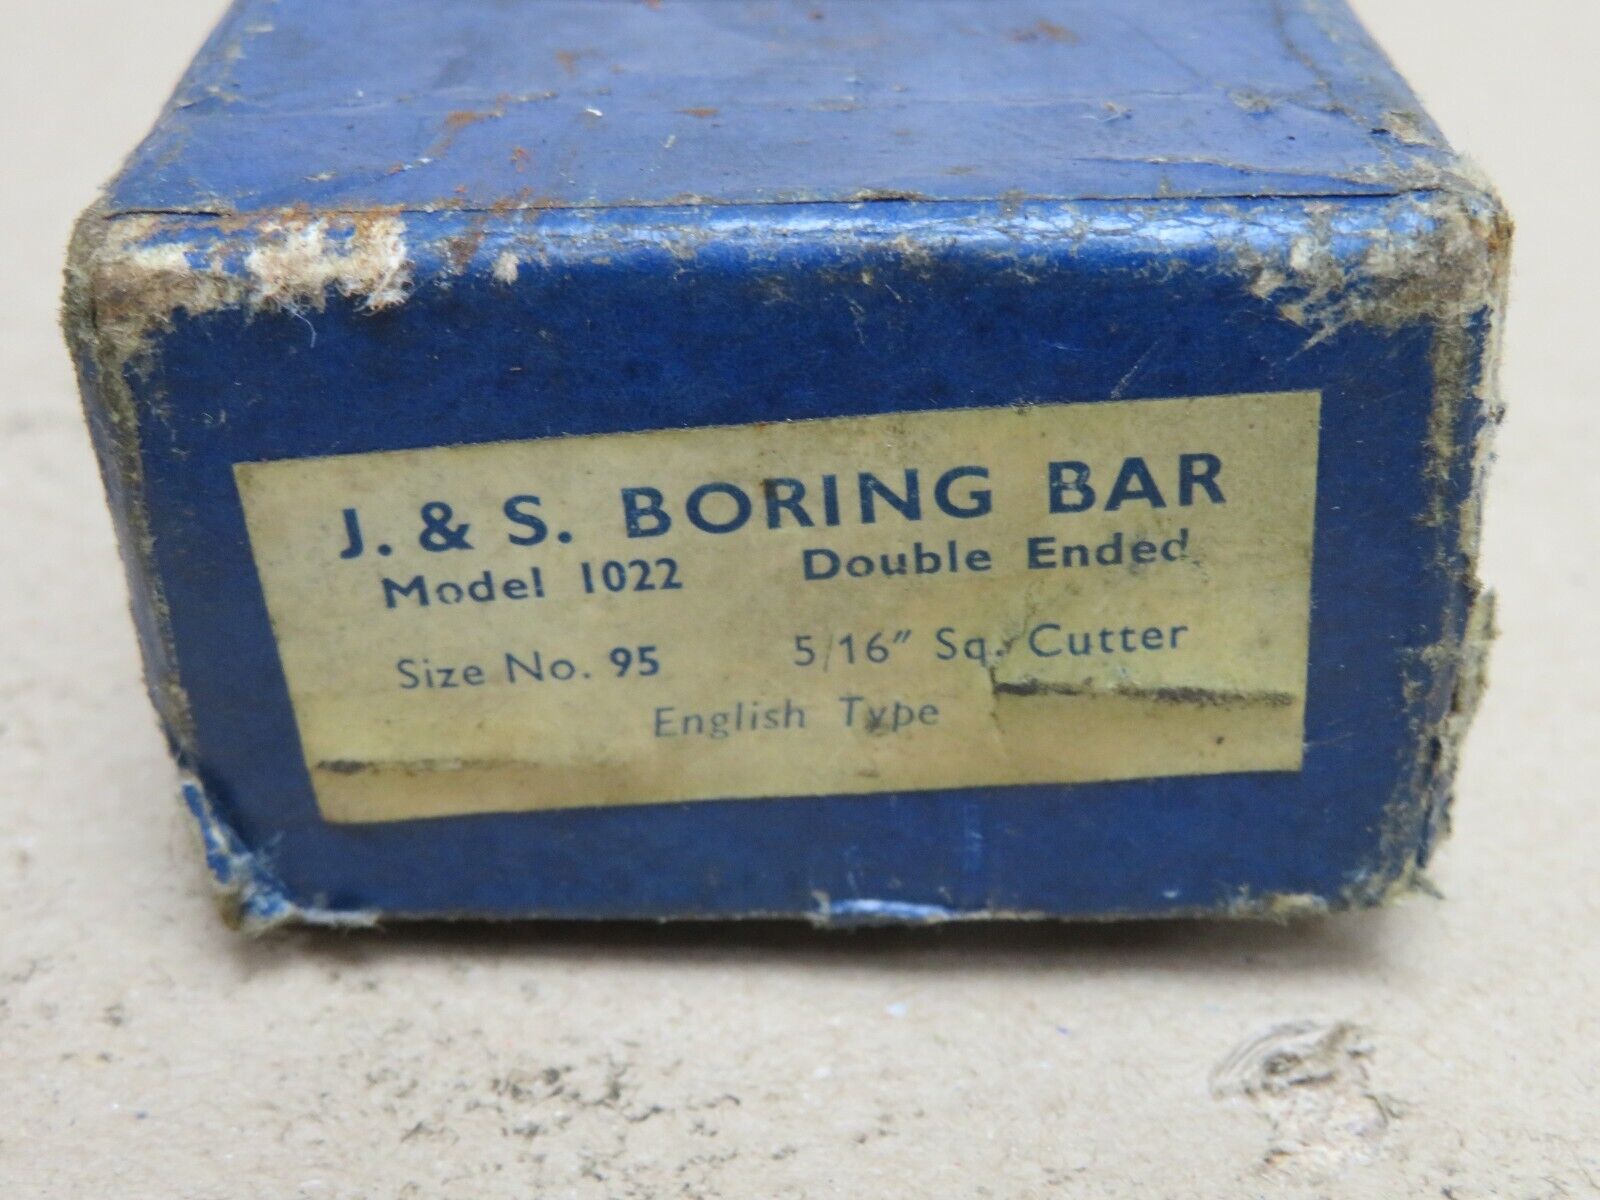 J. & S. BORING BAR
Model 1022 Double Ended
Size No. 95 5/16" Sq. Cutter
English Type